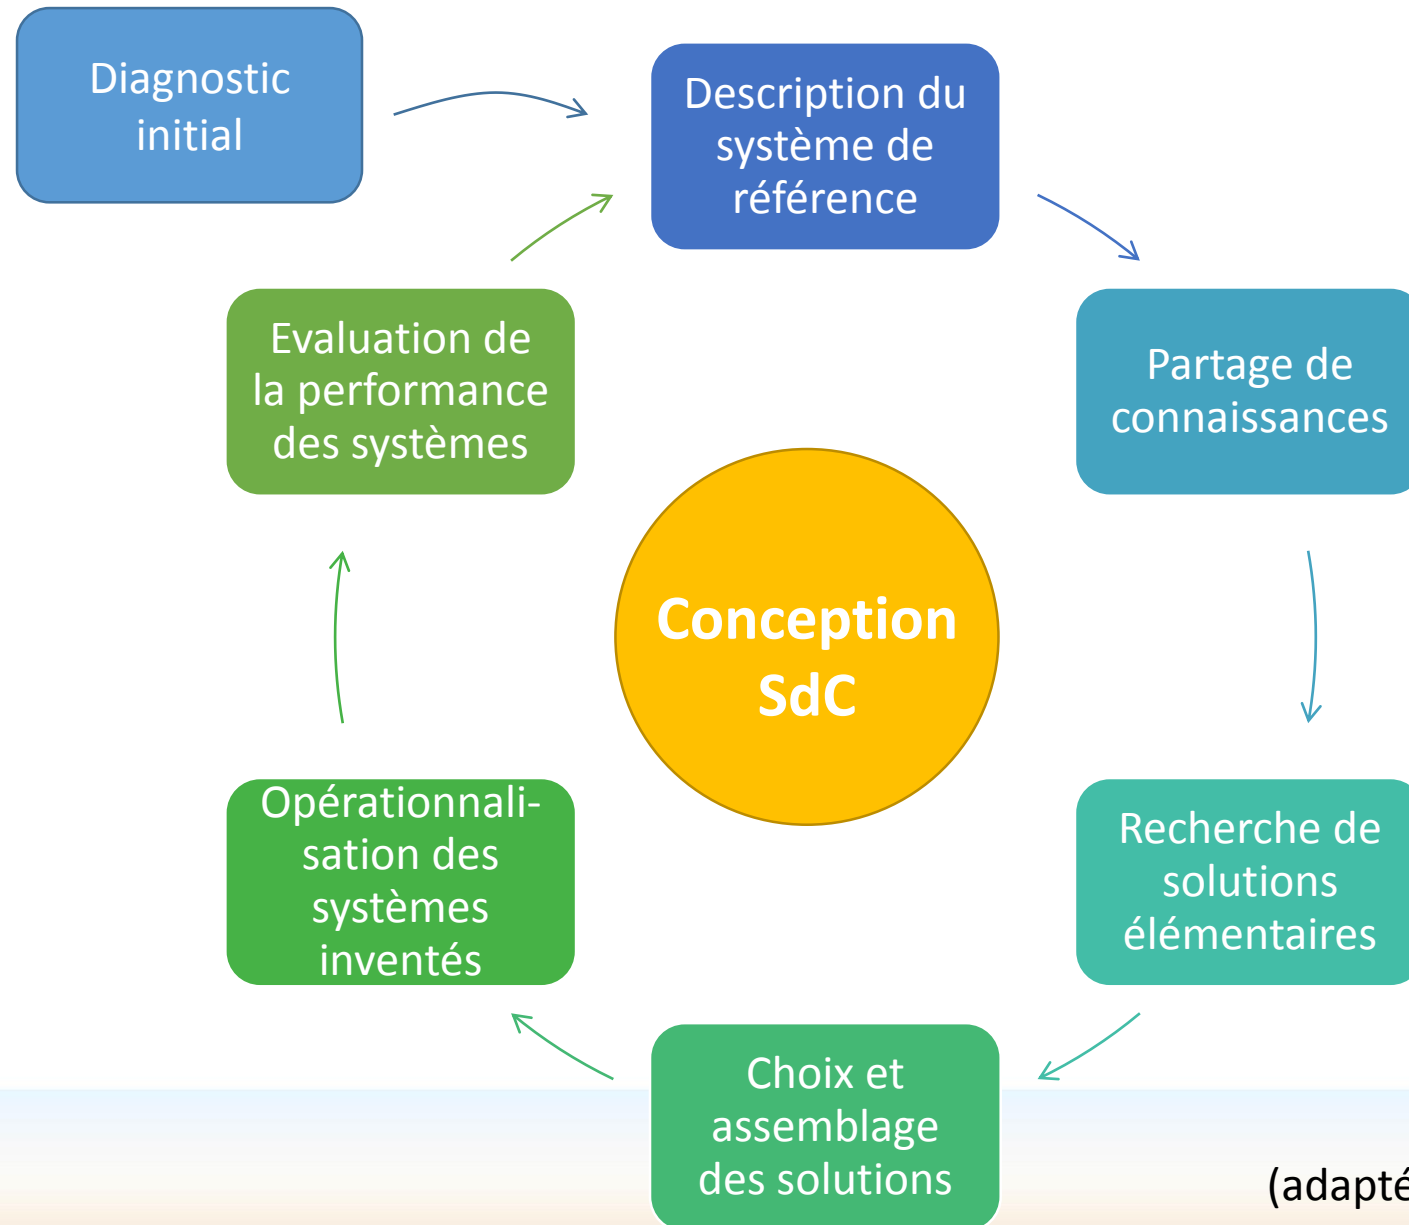 Diagnostic
initial
Description du
système de
référence
Partage de
connaissances
Recherche de
solutions
élémentaires
Choix et
assemblage
des solutions
Opérationnali-
sation des
systèmes
inventés
Evaluation de
la performance
des systèmes
Conception
SdC
(adapté